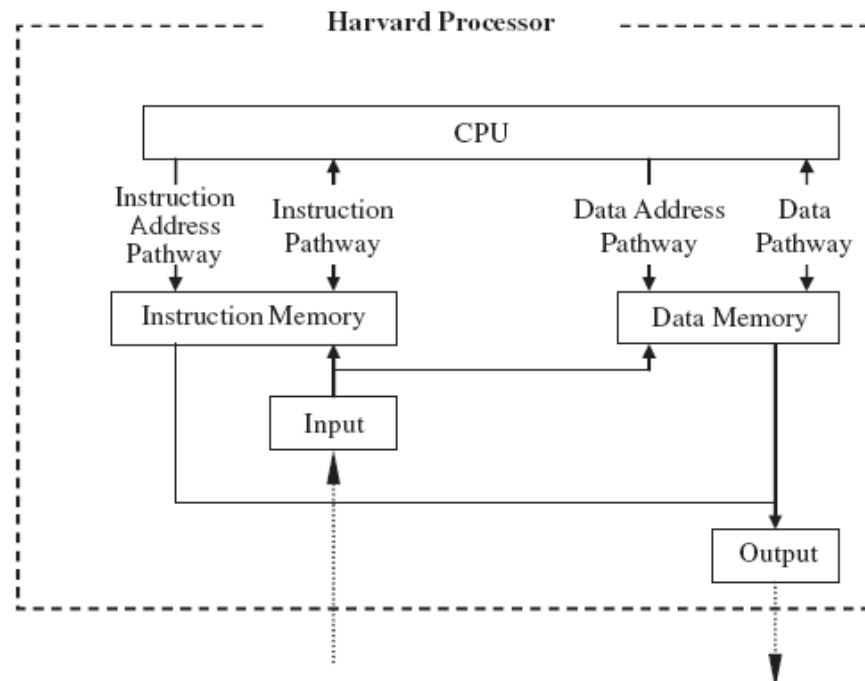 Harvard Processor
CPU
Instruction
Address
Pathway
Instruction
Pathway
Data Address
Pathway
Data
Pathway
Instruction Memory
Data Memory
Input
Output